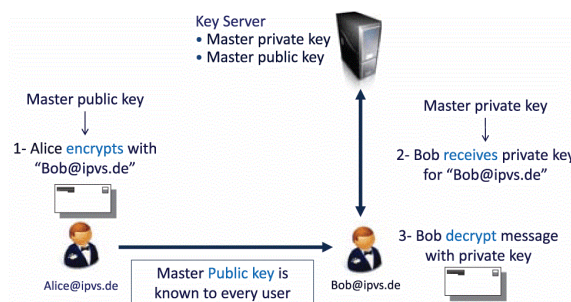 Key Server
• Master private key
• Master public key
Master public key
1- Alice encrypts with
"Bob@ipvs.de"
Master private key
2- Bob receives private key
for "Bob@ipvs.de"
3- Bob decrypt message
with private key
Alice@ipvs.de
Master Public key is
known to every user
Bob@ipvs.de